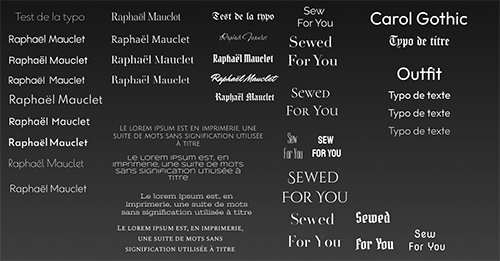 Test de la typo
Raphaël Mauclet
Raphaël Mauclet
Raphaël Mauclet
Raphaël Mauclet
Raphaël Mauclet
Raphaël Mauclet
Raphaël Mauclet
Raphaël Mauclet
Raphaël Mauclet
Raphaël Mauclet
Raphaël Mauclet
Raphaël Mauclet
Test de la typo
Raphaël Mauclet
Raphaël Mauclet
Raphaël Mauclet
Le lorem ipsum est, en imprimerie, une
suite de mots sans signification utilisée
à titre
Le lorem ipsum est, en
imprimerie, une suite de mots
sans signification utilisée à
titre
Le lorem ipsum est, en
imprimerie, une suite de mots
sans signification utilisée à titre
Le lorem ipsum est, en imprimerie,
une suite de mots sans
signification utilisée à titre
Sew
For You
Sewed
For You
Sewed
For You
Sew
For You
SEW
FOR YOU
Sewed
for you
Sewed
For You
Sewed
For You
Sew
For You
Carol Gothic
Typo de titre
Outfit
Typo de texte
Typo de texte
Typo de texte